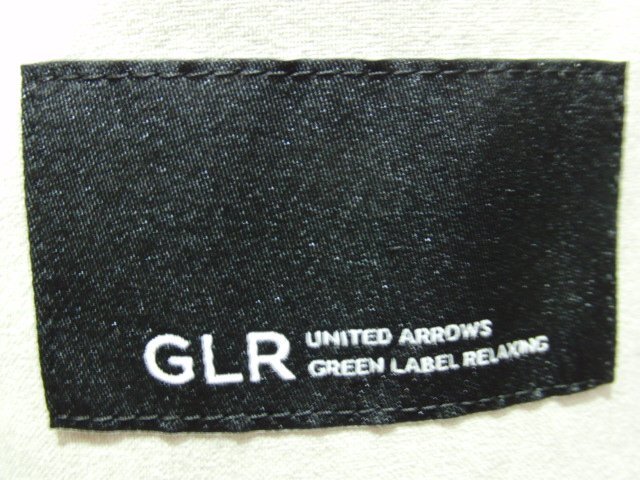 GLR
UNITED ARROWS
GREEN LABEL RELAXING